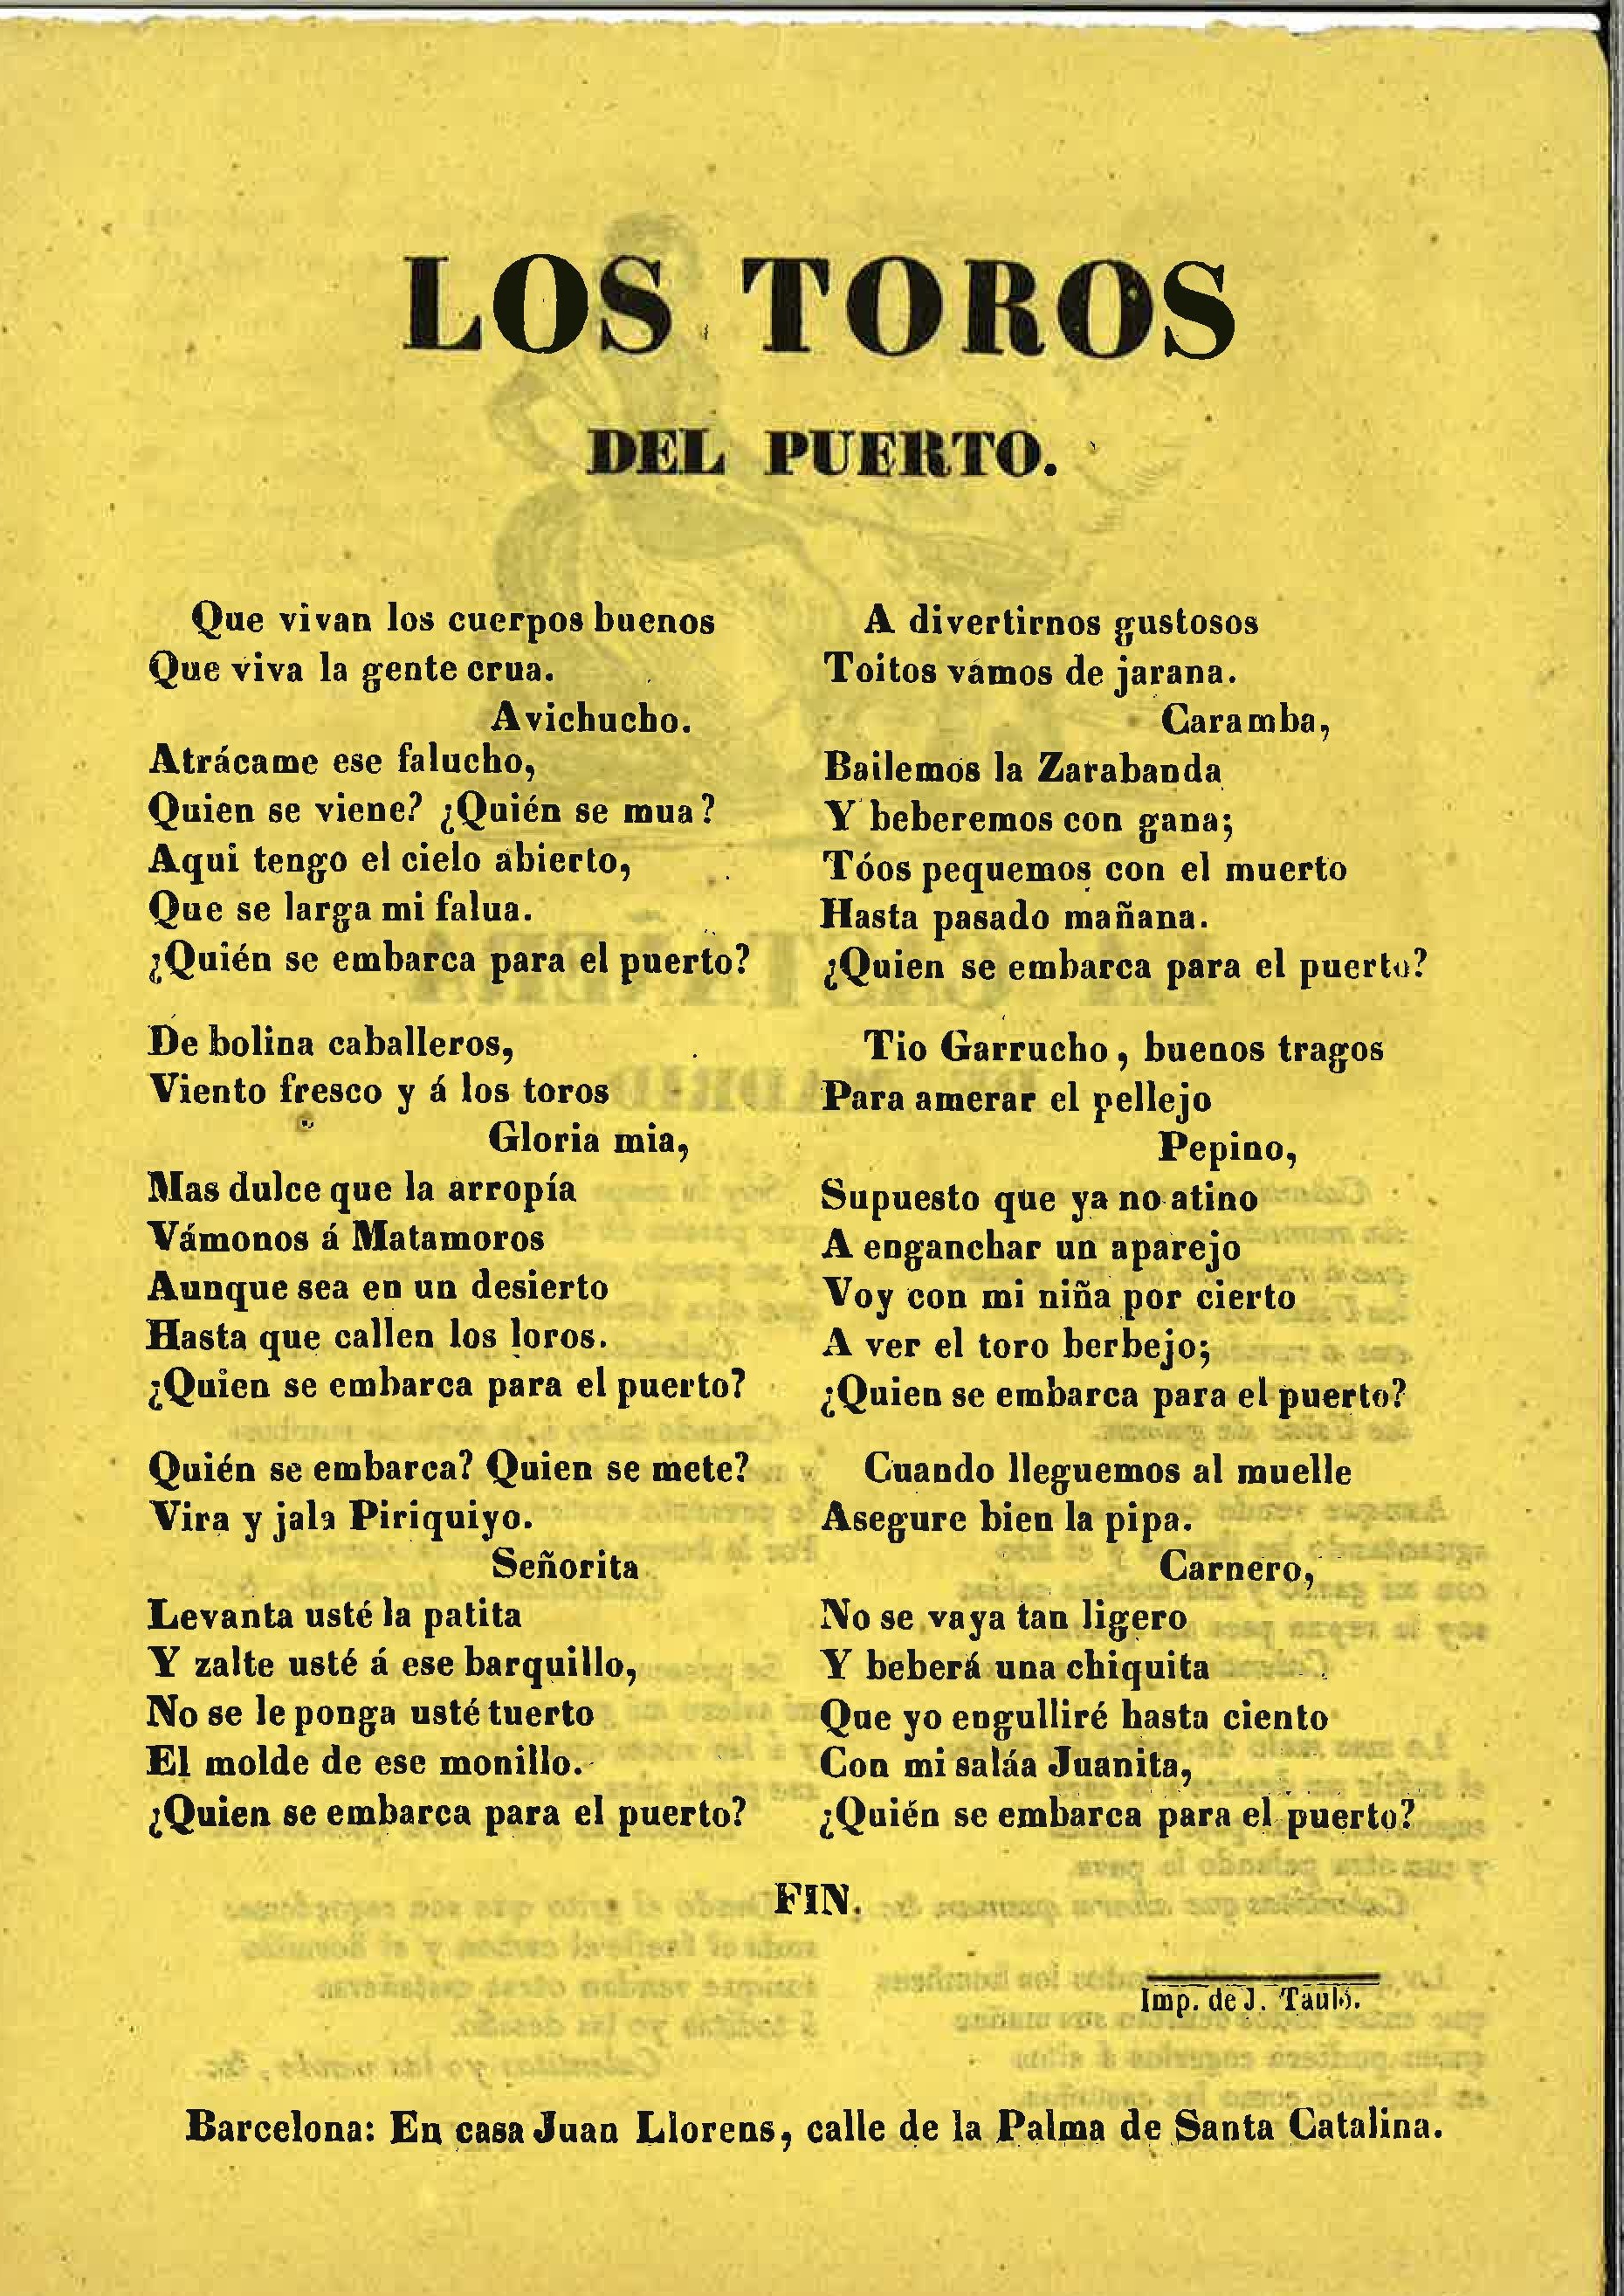 LOS TOROS
DEL PUERTO.
Que vivan los cuerpos buenos
Que viva la gente crua.
Avichucho.
Atrácame ese falucho,
Quien se viene? ¿Quién se mua?
Aqui tengo el cielo abierto,
Que se larga mi falua.
¿Quién se embarca para el puerto?
De bolina caballeros,
Viento fresco y á los toros
Gloria mia,
Mas dulce que la arropía
Vámonos á Matamoros
Aunque sea en un desierto
Hasta que callen los loros.
¿Quien se embarca para el puerto?
Quién se embarca? Quien se mete?
Vira y jala Piriquiyo.
Señorita
Levanta usté la patita
Y zalte usté á ese barquillo,
No se le ponga usté tuerto
El molde de ese monillo.
¿Quien se embarca para el puerto?
A divertirnos gustosos
Toitos vamos de jarana.
Caramba,
Bailemos la Zarabanda
Y beberemos con gana;
Tóos pequemos con el muerto
Hasta pasado mañana.
¿Quien se embarca para el puerto?
Tio Garrucho, buenos tragos
Para amerar el pellejo
Pepino,
Supuesto que ya no atino
A enganchar un aparejo
Voy con mi niña por cierto
A ver el toro berbejo;
¿Quien se embarca para el puerto?
Cuando lleguemos al muelle
Asegure bien la pipa.
Carnero,
No se vaya tan ligero
Y beberá una chiquita
Que yo engulliré hasta ciento
Con mi saláa Juanita,
¿Quién se embarca para el puerto?
FIN.
Imp. de J. Tauló.
Barcelona: En casa Juan Llorens, calle de la Palma de Santa Catalina.